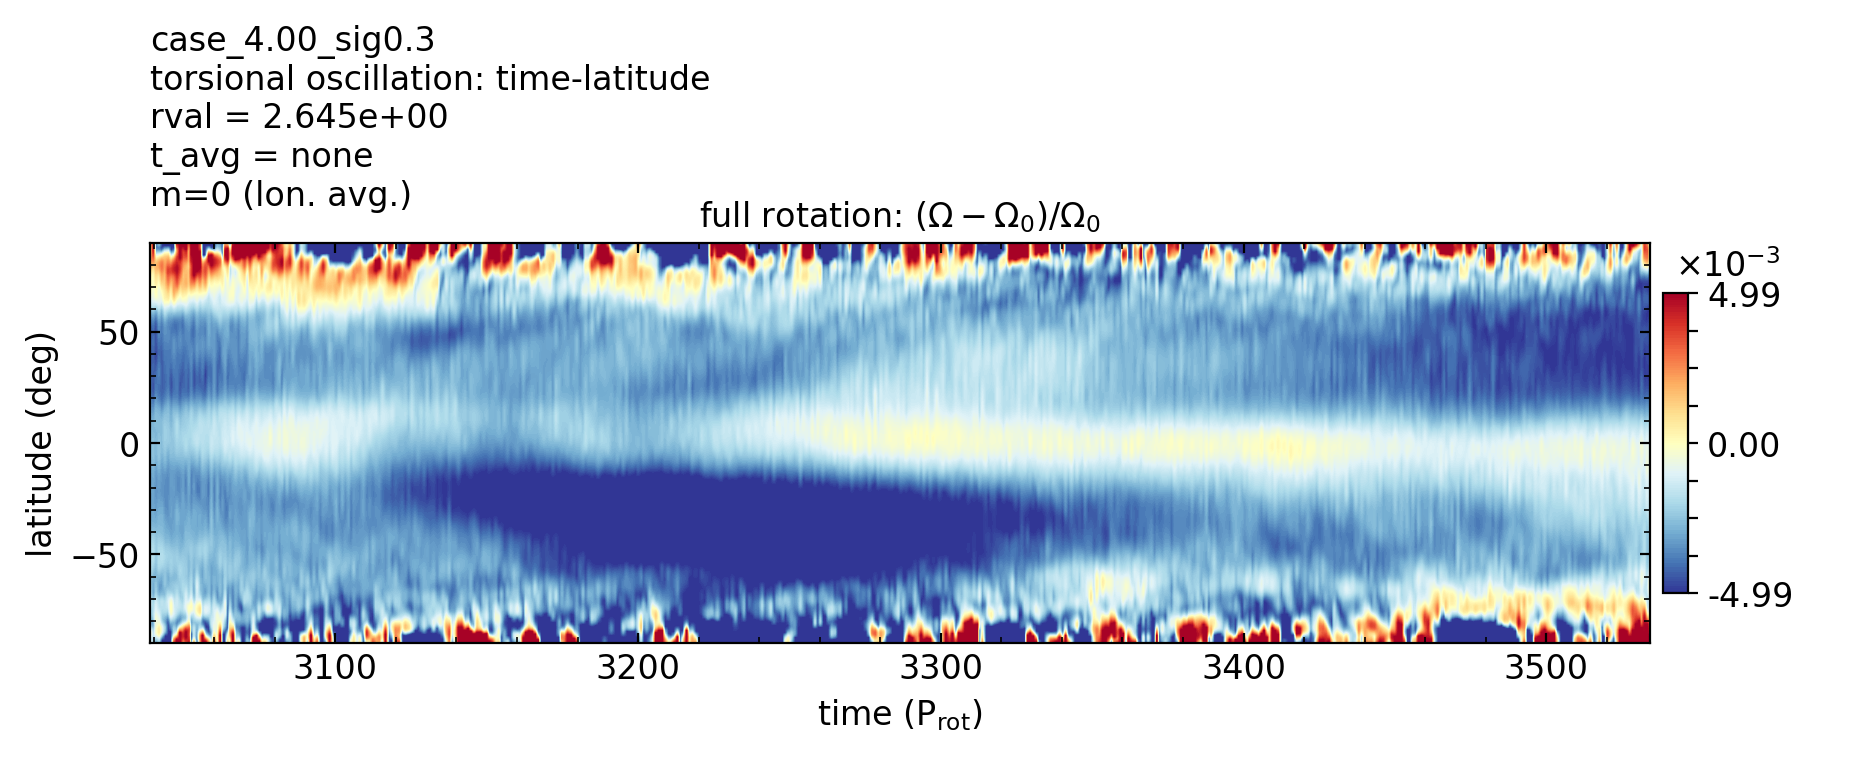 case_4.00_sig0.3
torsional oscillation: time-latitude
rval = 2.645e+00
t_avg = none
m=0 (lon. avg.)
full rotation: (Ω − Ω₀)/Ω₀
×10⁻³
4.99
0.00
-4.99
latitude (deg)
50
0
−50
3100 3200 3300 3400 3500
time (P_rot)